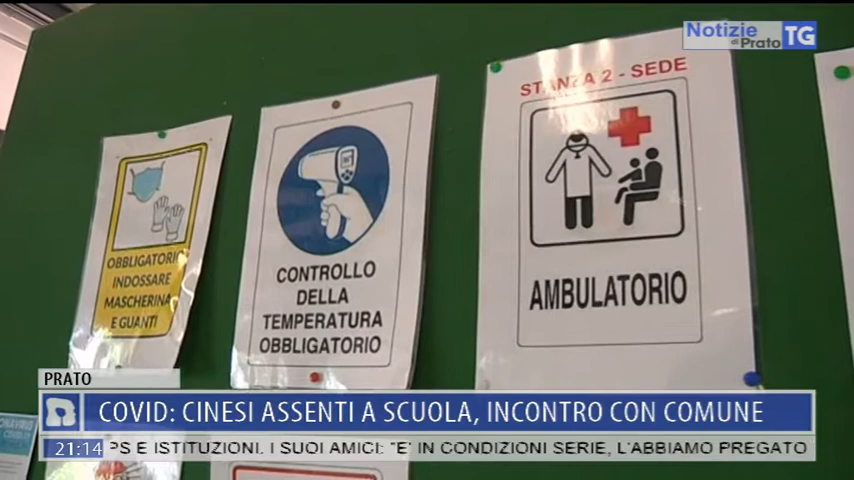 Notizie
di Prato TG
STANZA 2 - SEDE
AMBULATORIO
CONTROLLO
DELLA
TEMPERATURA
OBBLIGATORIO
OBBLIGATORIO
INDOSSARE
MASCHERINA
E GUANTI
PRATO
COVID: CINESI ASSENTI A SCUOLA, INCONTRO CON COMUNE
21:14 PS E ISTITUZIONI. I SUOI AMICI: "E' IN CONDIZIONI SERIE, L'ABBIAMO PREGATO